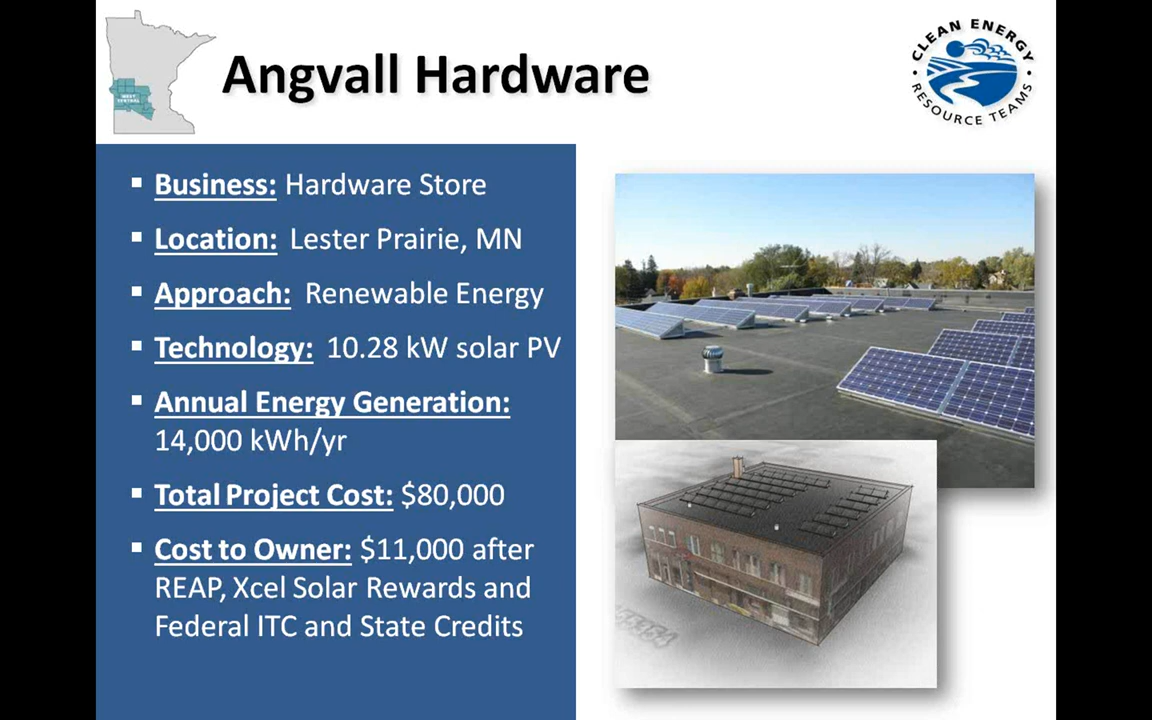 Angvall Hardware
WEST
CENTRAL
CLEAN ENERGY
RESOURCE TEAMS
Business: Hardware Store
Location: Lester Prairie, MN
Approach: Renewable Energy
Technology: 10.28 kW solar PV
Annual Energy Generation:
14,000 kWh/yr
Total Project Cost: $80,000
Cost to Owner: $11,000 after
REAP, Xcel Solar Rewards and
Federal ITC and State Credits